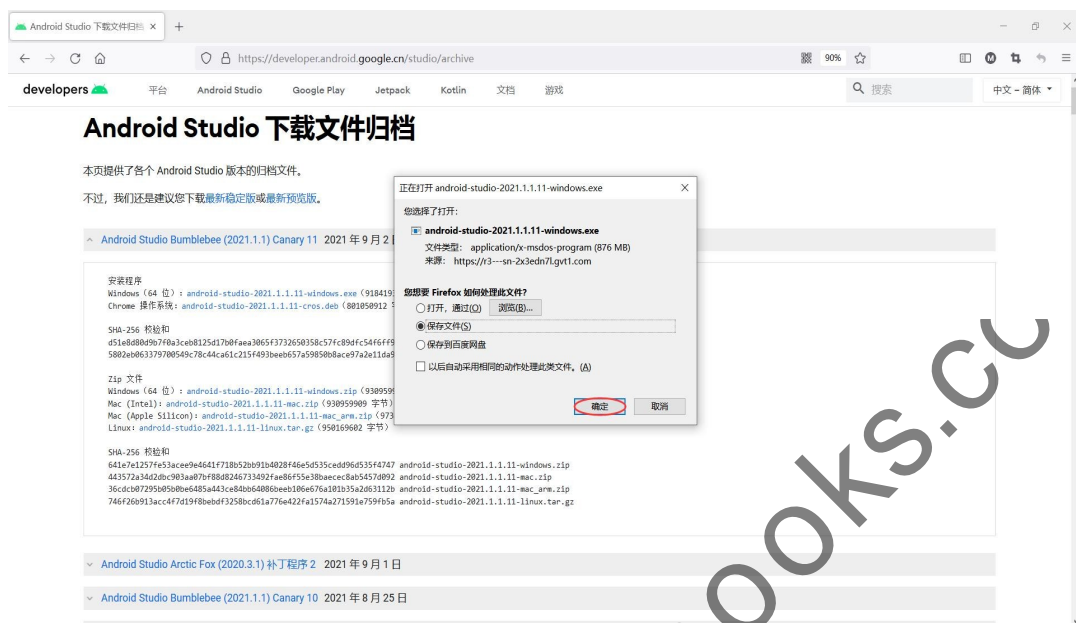 Android Studio 下载文件归档
https://developer.android.google.cn/studio/archive
90%
developers
平台
Android Studio
Google Play
Jetpack
Kotlin
文档
游戏
搜索
中文 – 简体
Android Studio 下载文件归档
本页提供了各个 Android Studio 版本的归档文件。
不过，我们还是建议您下载最新稳定版或最新预览版。
Android Studio Bumblebee (2021.1.1) Canary 11 2021 年 9 月 2
正在打开 android-studio-2021.1.1.11-windows.exe
您选择了打开：
android-studio-2021.1.1.11-windows.exe
文件类型： application/x-msdos-program (876 MB)
来源： https://r3---sn-2x3edn7l.gvt1.com
您想要 Firefox 如何处理此文件?
打开，通过(O) 浏览(B)...
保存文件(S)
保存到百度网盘
以后自动采用相同的动作处理此类文件。(A)
确定 取消
安装程序
Windows（64 位）：android-studio-2021.1.1.11-windows.exe（918419
Chrome 操作系统：android-studio-2021.1.1.11-cros.deb（801050912
SHA-256 校验和
d51e8d80d9b7f0a3ceb8125d17b0faea3065f3732650358c57fc89dfc54f6ff9
5802eb063379700549c78c44ca61c215f493beeb657a59850b8ace97a2e11da9
Zip 文件
Windows（64 位）：android-studio-2021.1.1.11-windows.zip（930959
Mac (Intel)：android-studio-2021.1.1.11-mac.zip（930959909 字节）
Mac (Apple Silicon)：android-studio-2021.1.1.11-mac_arm.zip（973
Linux：android-studio-2021.1.1.11-linux.tar.gz（950169602 字节）
SHA-256 校验和
641e7e1257fe53acee9e4641f718b52bb91b4028f46e5d535cedd96d535f4747 android-studio-2021.1.1.11-windows.zip
443572a34d2dbc903aa07bf88d8246733492fae86f55e38baecec8ab5457d092 android-studio-2021.1.1.11-mac.zip
36cdcb07295b05b0be6485a443ce84bb64086beeb106e676a101b35a2d63112b android-studio-2021.1.1.11-mac_arm.zip
746f26b913acc4f7d19f8bebdf3258bcd61a776e422fa1574a271591e759fb5a android-studio-2021.1.1.11-linux.tar.gz
Android Studio Arctic Fox (2020.3.1) 补丁程序 2 2021 年 9 月 1 日
Android Studio Bumblebee (2021.1.1) Canary 10 2021 年 8 月 25 日
ooks.co